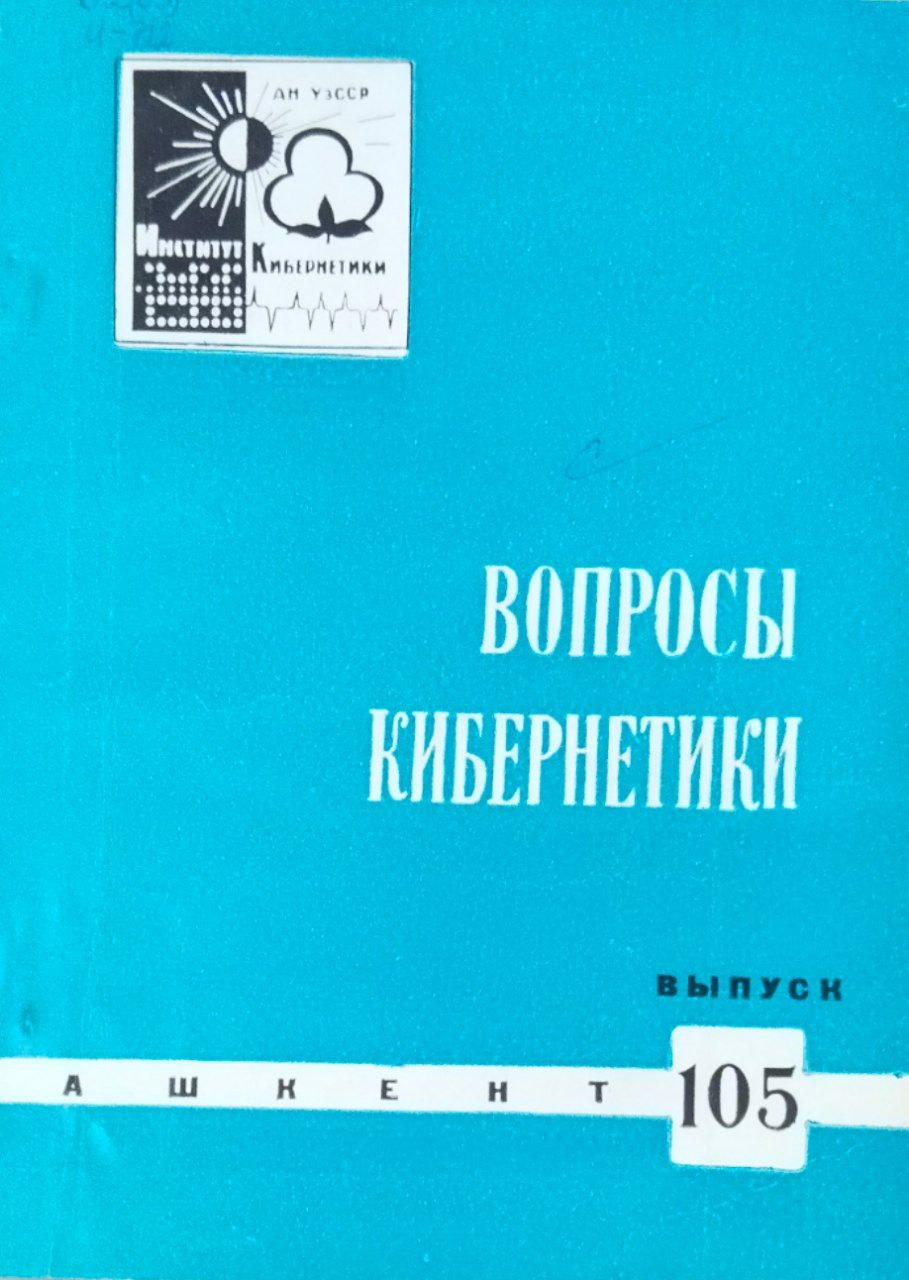 АН УзССР
ИНСТИТУТ
КИБЕРНЕТИКИ
ВОПРОСЫ
КИБЕРНЕТИКИ
ВЫПУСК
АШКЕНТ 105